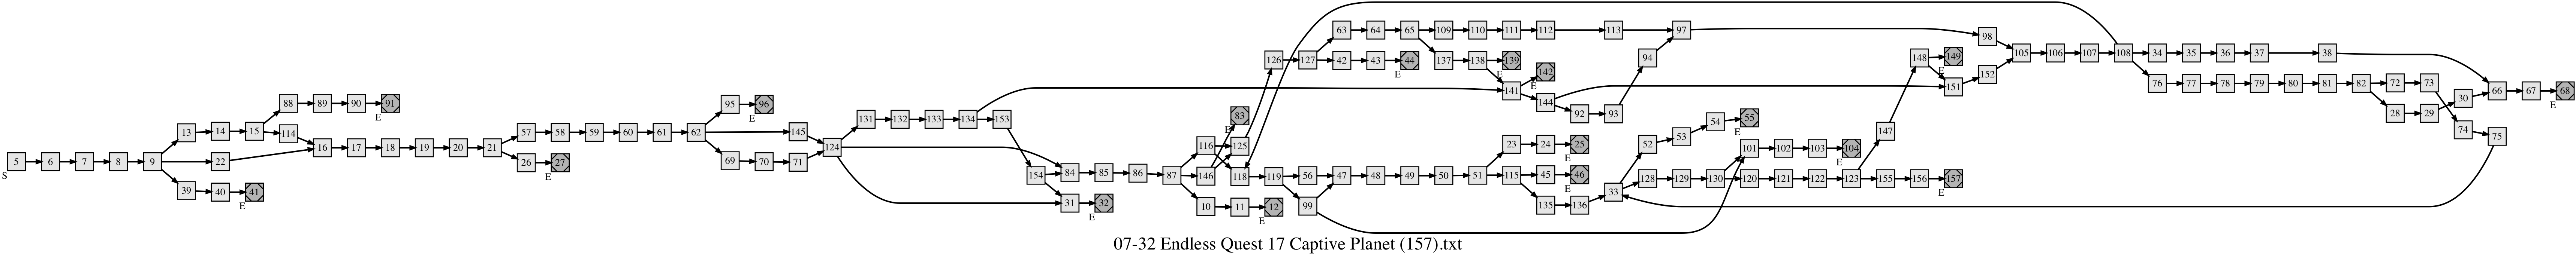 63 64 65 109 110 111 112 113 97 98
126 127 42 43 44 137 138 139 94 148 149 105 106 107 108 34 35 36 37 38
E E E
142
88 89 90 91 95 96 83 141 144 92 93 151 152 76 77 78 79 80 81 82 72 73 66 67 68
E E E E
13 14 15 114 131 132 133 134 153 28 29 30
57 58 59 60 61 62 145 116 125 54 55 147 74 75
E
5 6 7 8 9 22 16 17 18 19 20 21 26 27 69 70 71 124 23 24 25 52 53 101 102 103 104
S E E E
154 84 85 86 87 146 118 119 56 47 48 49 50 51 115 45 46 33 128 129 130 120 121 122 123 155 156 157
E E
39 40 41 31 32 10 11 12 99 135 136
E E E
07-32 Endless Quest 17 Captive Planet (157).txt